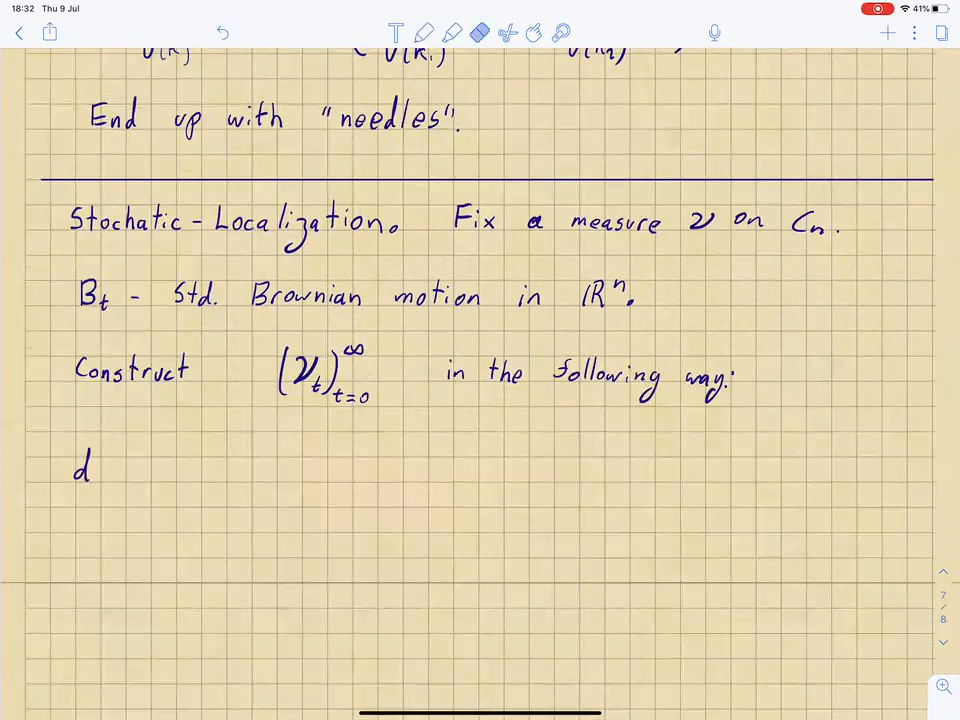 18:32 Thu 9 Jul 41%
End up with "needles".
Stochatic - Localization. Fix a measure ν on Cn.
Bt - Std. Brownian motion in ℝⁿ.
Construct (νt)∞t=0 in the following way:
d
7
/
8